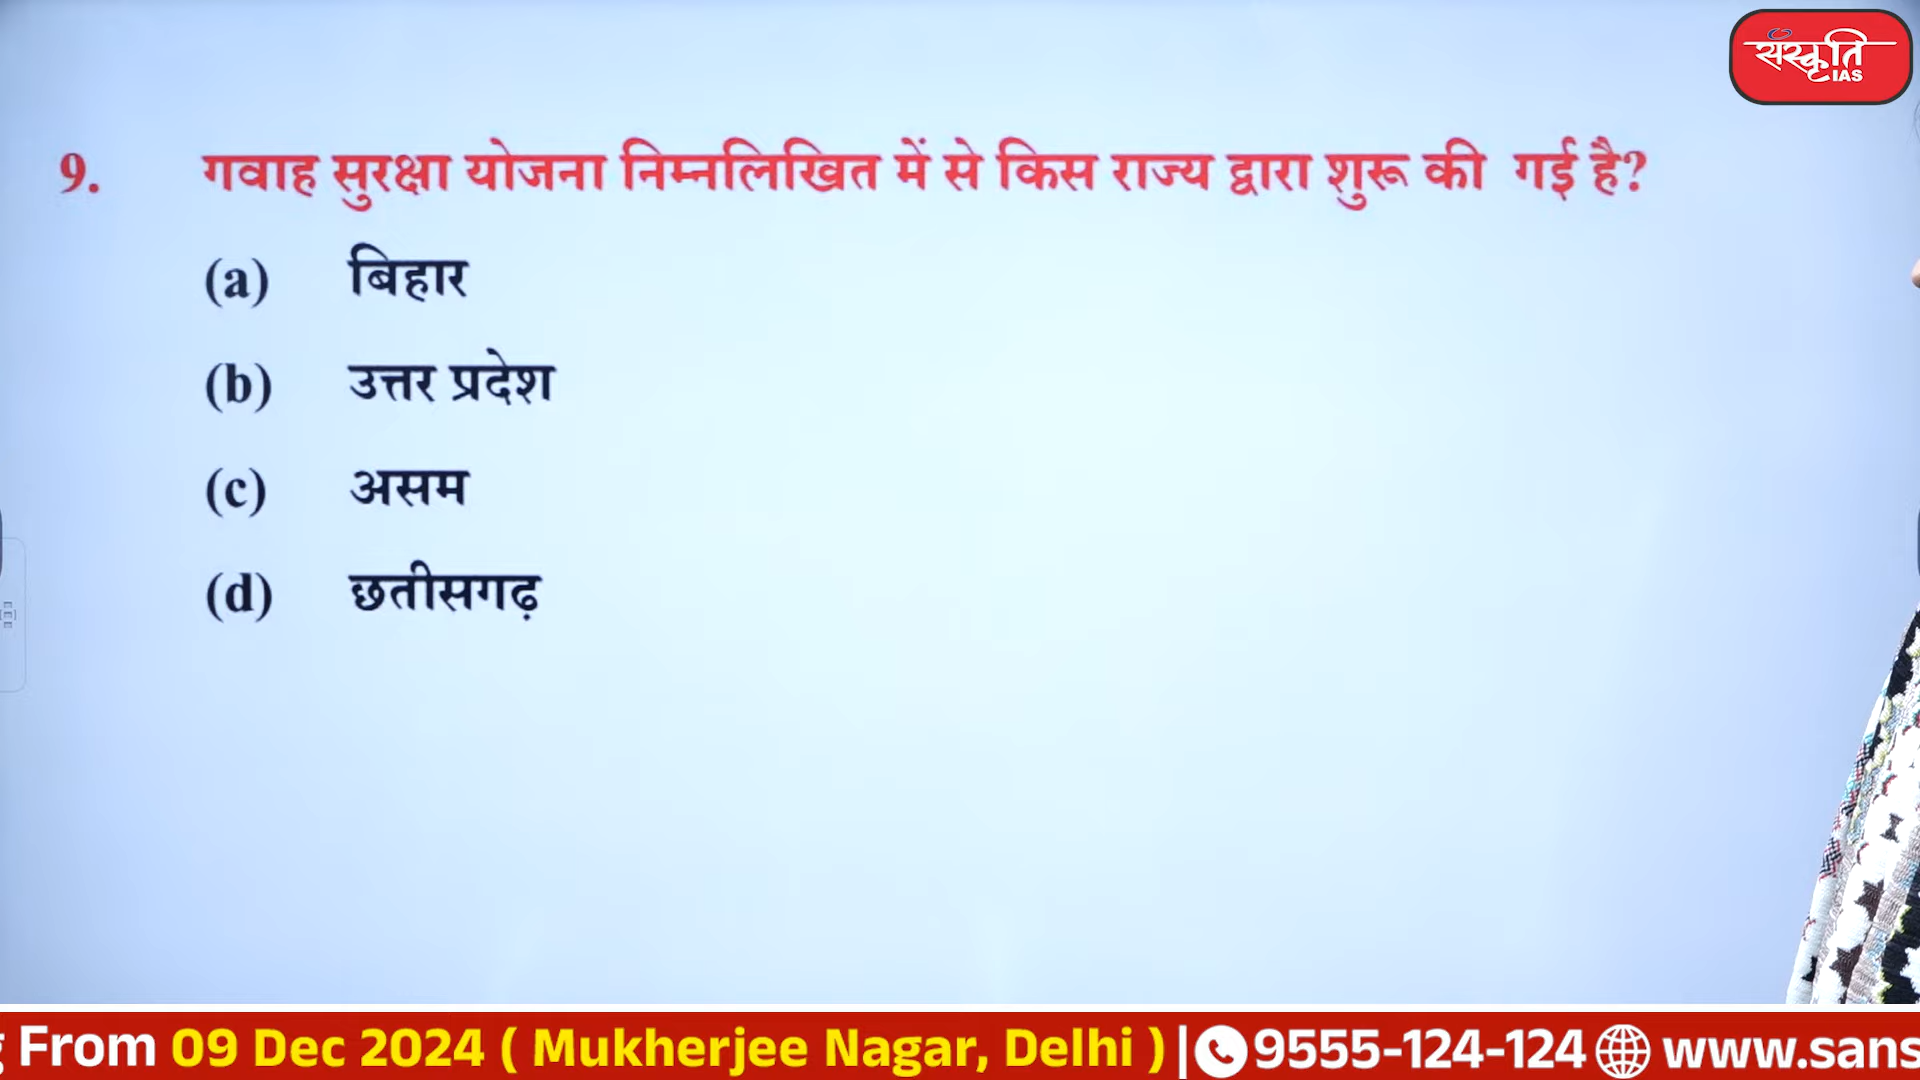 संस्कृति
IAS
9. गवाह सुरक्षा योजना निम्नलिखित में से किस राज्य द्वारा शुरू की गई है?
(a) बिहार
(b) उत्तर प्रदेश
(c) असम
(d) छतीसगढ़
From 09 Dec 2024 ( Mukherjee Nagar, Delhi ) | 9555-124-124 www.sans